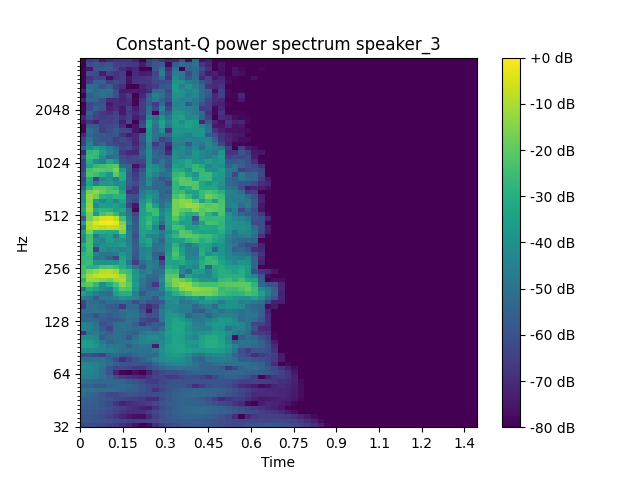 Constant-Q power spectrum speaker_3
Hz
2048
1024
512
256
128
64
32
0 0.15 0.3 0.45 0.6 0.75 0.9 1.1 1.2 1.4
Time
+0 dB
-10 dB
-20 dB
-30 dB
-40 dB
-50 dB
-60 dB
-70 dB
-80 dB